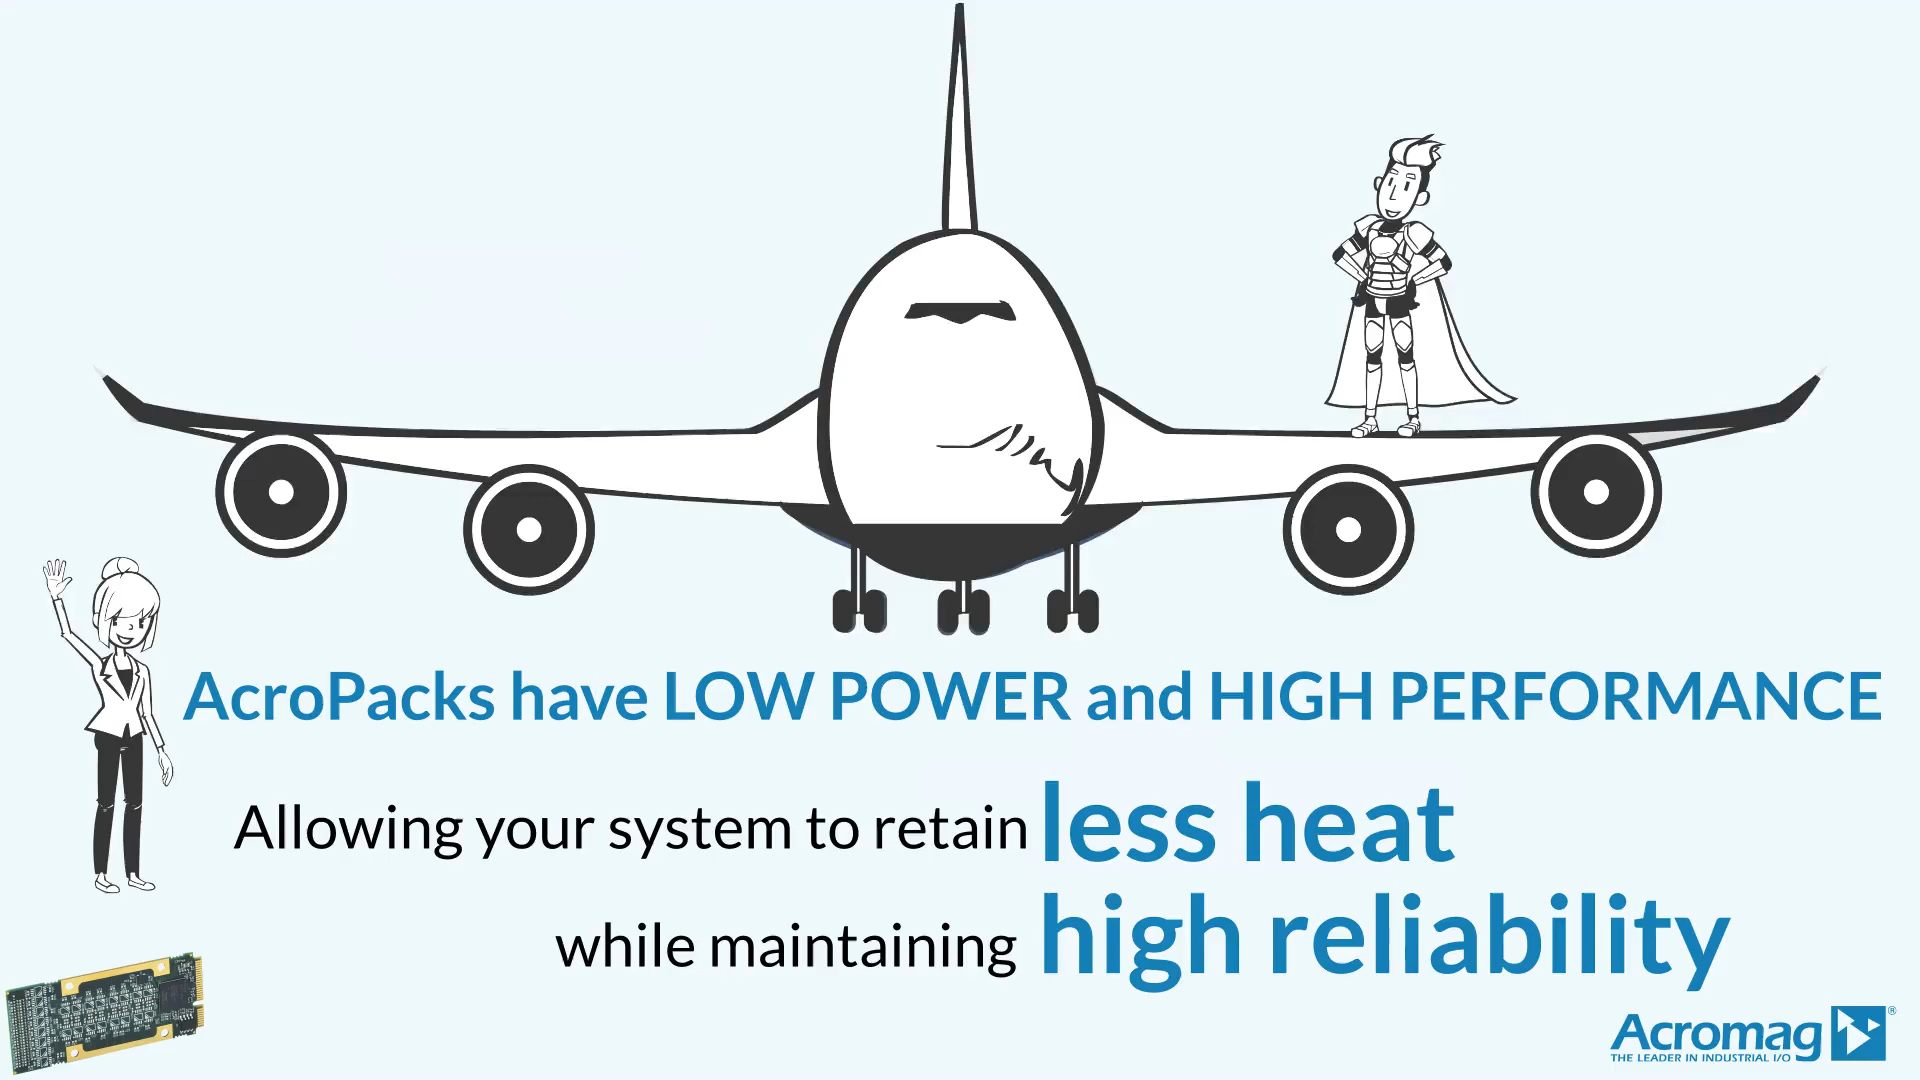 AcroPacks have LOW POWER and HIGH PERFORMANCE
Allowing your system to retain less heat
while maintaining high reliability
Acromag ®
THE LEADER IN INDUSTRIAL I/O